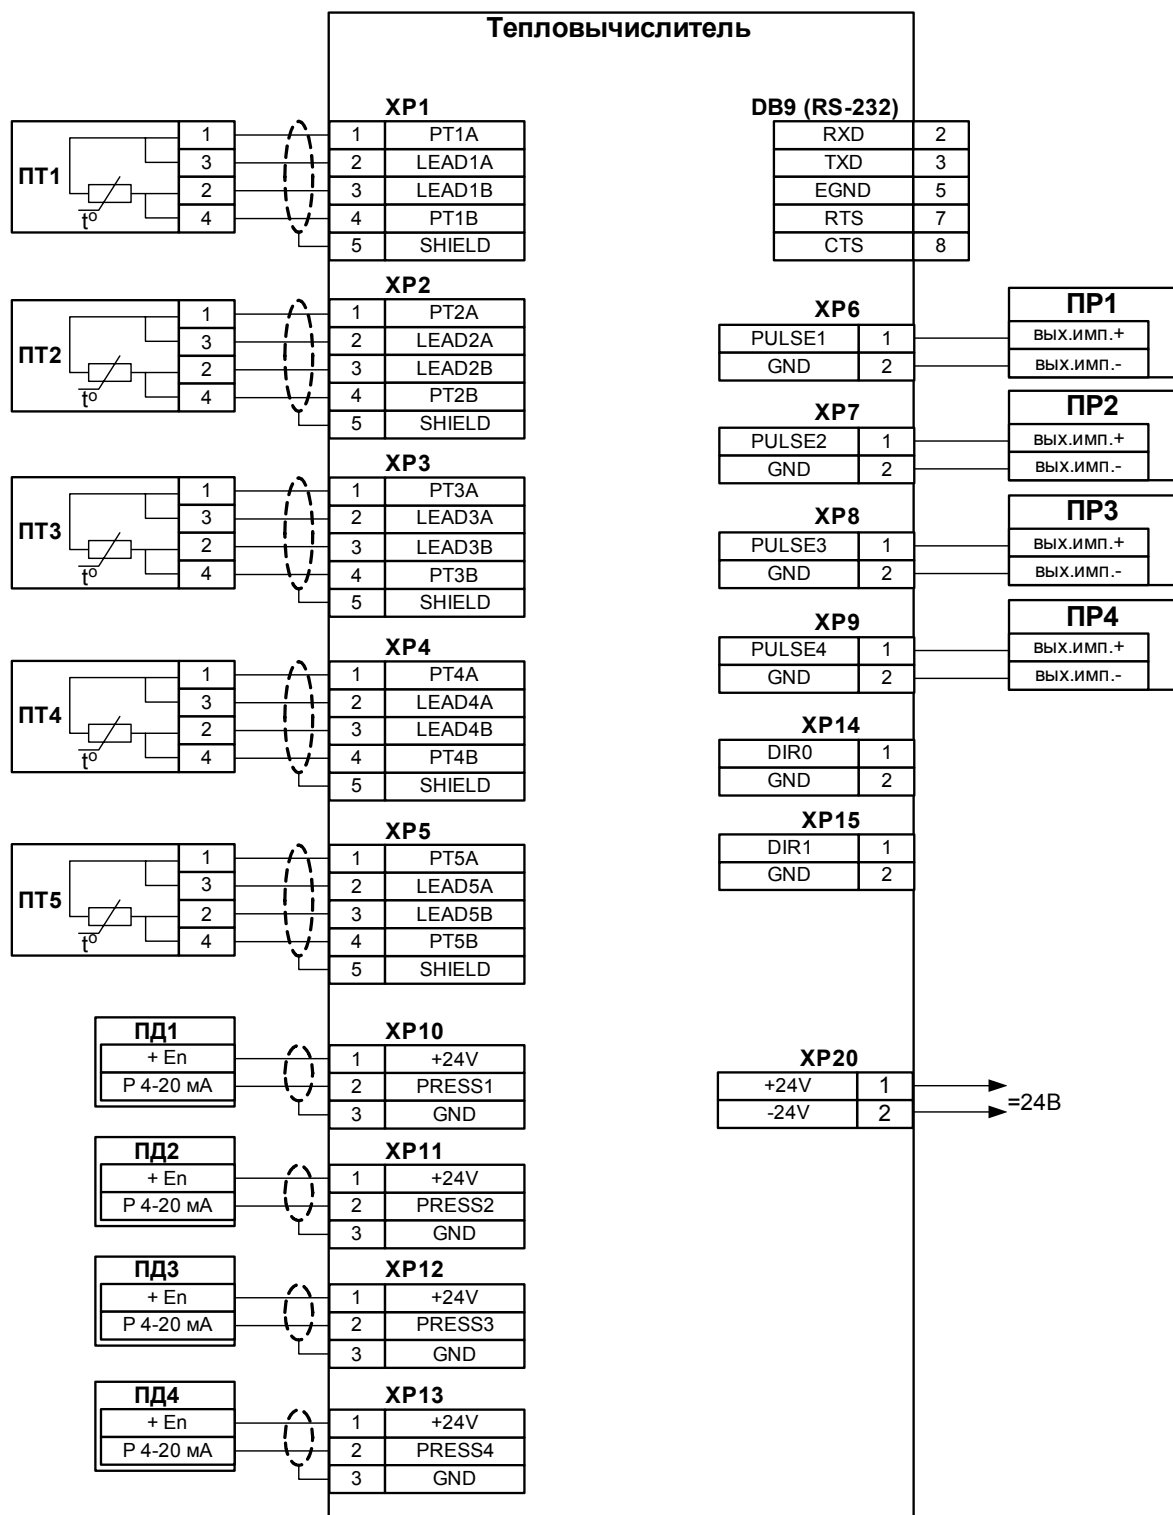 Тепловычислитель
XP1
ПТ1
1 1 PT1A
3 2 LEAD1A
2 3 LEAD1B
4 4 PT1B
5 SHIELD
tº
XP2
ПТ2
1 1 PT2A
3 2 LEAD2A
2 3 LEAD2B
4 4 PT2B
5 SHIELD
tº
XP3
ПТ3
1 1 PT3A
3 2 LEAD3A
2 3 LEAD3B
4 4 PT3B
5 SHIELD
tº
XP4
ПТ4
1 1 PT4A
3 2 LEAD4A
2 3 LEAD4B
4 4 PT4B
5 SHIELD
tº
XP5
ПТ5
1 1 PT5A
3 2 LEAD5A
2 3 LEAD5B
4 4 PT5B
5 SHIELD
tº
ПД1 XP10
+ En 1 +24V
P 4-20 мА 2 PRESS1
3 GND
ПД2 XP11
+ En 1 +24V
P 4-20 мА 2 PRESS2
3 GND
ПД3 XP12
+ En 1 +24V
P 4-20 мА 2 PRESS3
3 GND
ПД4 XP13
+ En 1 +24V
P 4-20 мА 2 PRESS4
3 GND
DB9 (RS-232)
RXD 2
TXD 3
EGND 5
RTS 7
CTS 8
XP6 ПР1
PULSE1 1 вых.имп.+
GND 2 вых.имп.-
XP7 ПР2
PULSE2 1 вых.имп.+
GND 2 вых.имп.-
XP8 ПР3
PULSE3 1 вых.имп.+
GND 2 вых.имп.-
XP9 ПР4
PULSE4 1 вых.имп.+
GND 2 вых.имп.-
XP14
DIR0 1
GND 2
XP15
DIR1 1
GND 2
XP20
+24V 1
-24V 2
=24В